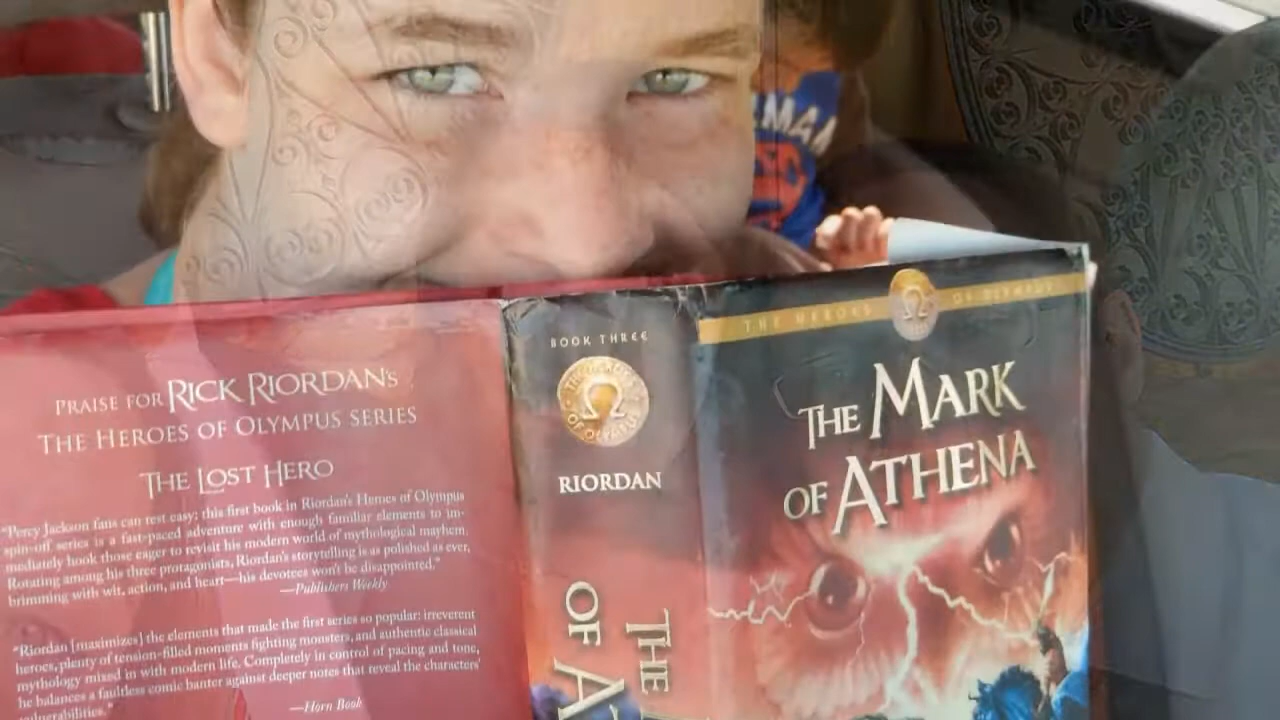 MAN
PRAISE FOR RICK RIORDAN'S
THE HEROES OF OLYMPUS SERIES
THE LOST HERO
"Percy Jackson fans can rest easy: this first book in Riordan's Heroes of Olympus
spin-off series is a fast-paced adventure with enough familiar elements to im-
mediately hook those eager to revisit his modern world of mythological mayhem.
Rotating among his three protagonists, Riordan's storytelling is as polished as ever,
brimming with wit, action, and heart—his devotees won't be disappointed."
—Publishers Weekly
"Riordan [maximizes] the elements that made the first series so popular: irreverent
heroes, plenty of tension-filled moments fighting monsters, and authentic classical
mythology mixed in with modern life. Completely in control of pacing and tone,
he balances a faultless comic banter against deeper notes that reveal the characters'
vulnerabilities."
—Horn Book
BOOK THREE
THE HEROES
OF OLYMPUS
RIORDAN
THE
OF AT
THE HEROES OF OLYMPUS
THE MARK
OF ATHENA